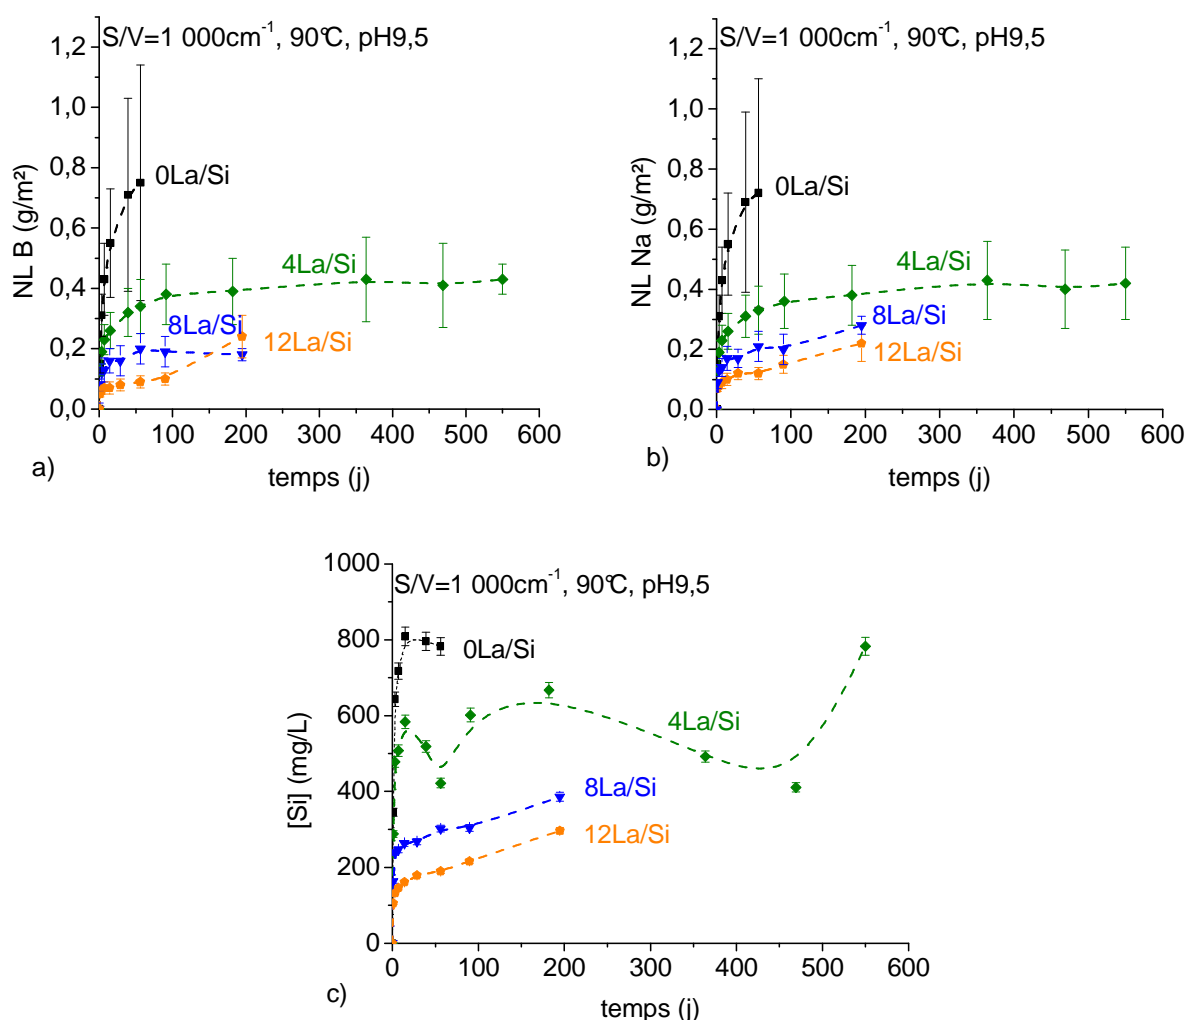 S/V=1 000cm⁻¹, 90°C, pH9,5
1,2
1,0
0,8
0,6
0,4
0,2
0,0
NL B (g/m²)
0La/Si
4La/Si
8La/Si
12La/Si
0 100 200 300 400 500 600
temps (j)
a)
S/V=1 000cm⁻¹, 90°C, pH9,5
1,2
1,0
0,8
0,6
0,4
0,2
0,0
NL Na (g/m²)
0La/Si
4La/Si
8La/Si
12La/Si
0 100 200 300 400 500 600
temps (j)
b)
S/V=1 000cm⁻¹, 90°C, pH9,5
1000
800
600
400
200
0
[Si] (mg/L)
0La/Si
4La/Si
8La/Si
12La/Si
0 100 200 300 400 500 600
temps (j)
c)